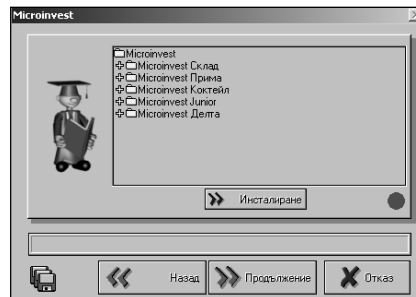 Microinvest
Microinvest
Microinvest Склад
Microinvest Прима
Microinvest Коктейл
Microinvest Junior
Microinvest Делта
Инсталиране
Назад
Продължение
Отказ